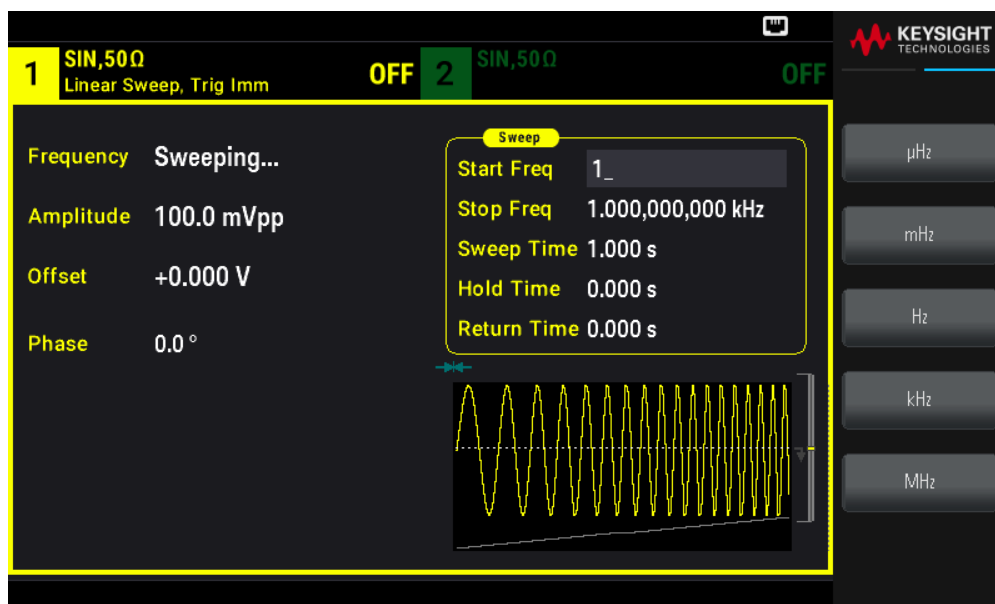 KEYSIGHT
TECHNOLOGIES
1 SIN,50Ω OFF
Linear Sweep, Trig Imm
2 SIN,50Ω OFF
Frequency Sweeping...
Amplitude 100.0 mVpp
Offset +0.000 V
Phase 0.0 °
Sweep
Start Freq 1_
Stop Freq 1.000,000,000 kHz
Sweep Time 1.000 s
Hold Time 0.000 s
Return Time 0.000 s
µHz
mHz
Hz
kHz
MHz